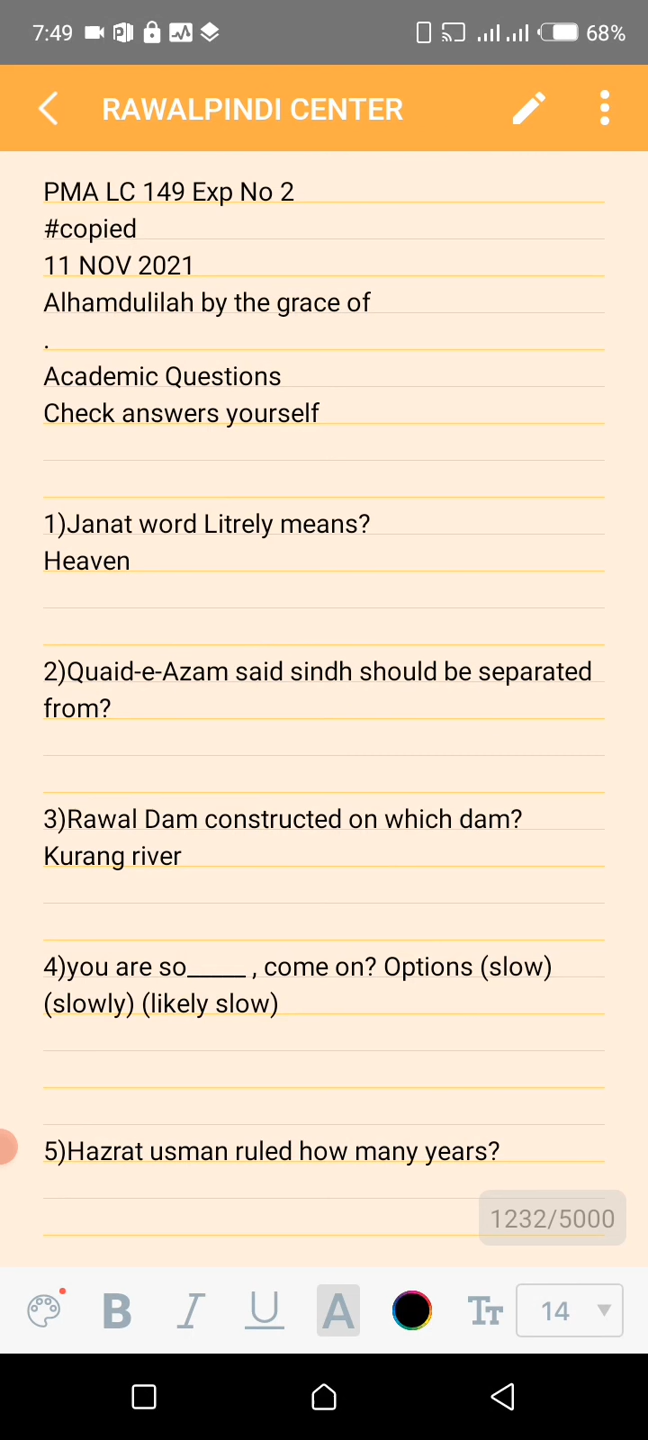 7:49
68%
RAWALPINDI CENTER
PMA LC 149 Exp No 2
#copied
11 NOV 2021
Alhamdulilah by the grace of
.
Academic Questions
Check answers yourself
1)Janat word Litrely means?
Heaven
2)Quaid-e-Azam said sindh should be separated
from?
3)Rawal Dam constructed on which dam?
Kurang river
4)you are so_____ , come on? Options (slow)
(slowly) (likely slow)
5)Hazrat usman ruled how many years?
1232/5000
B I U A TT 14